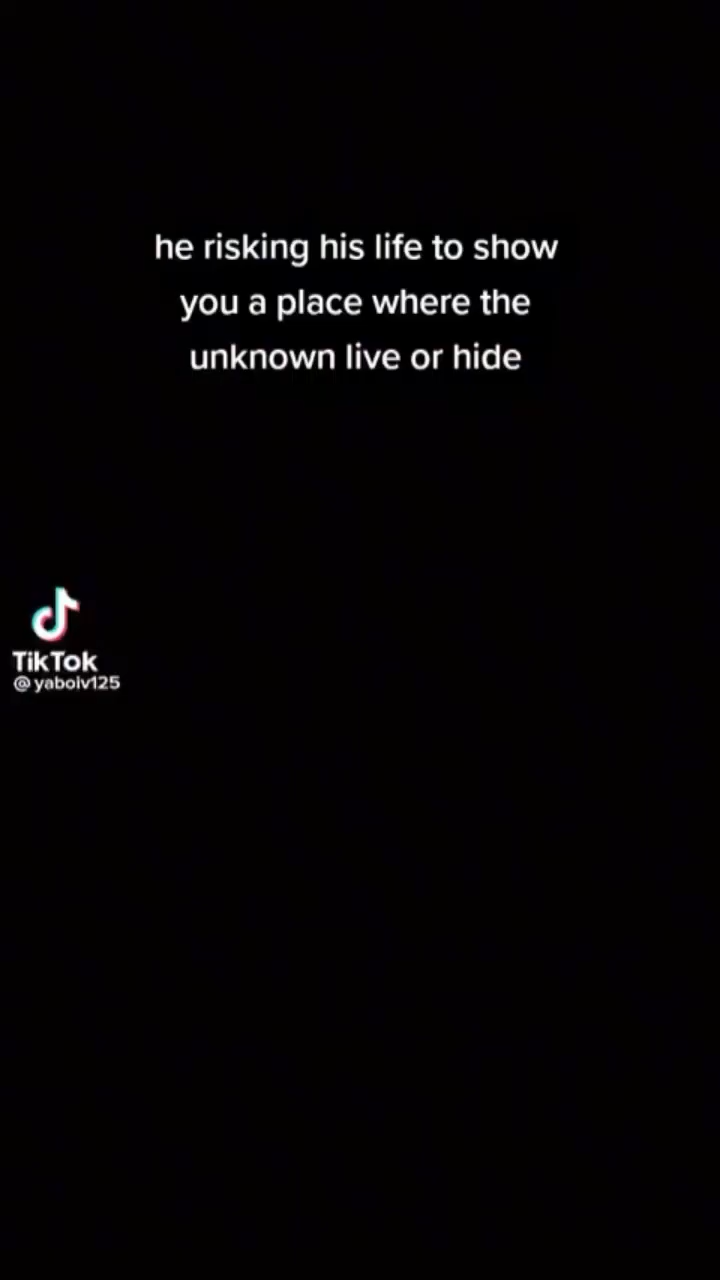 he risking his life to show
you a place where the
unknown live or hide
TikTok
@yabolv125